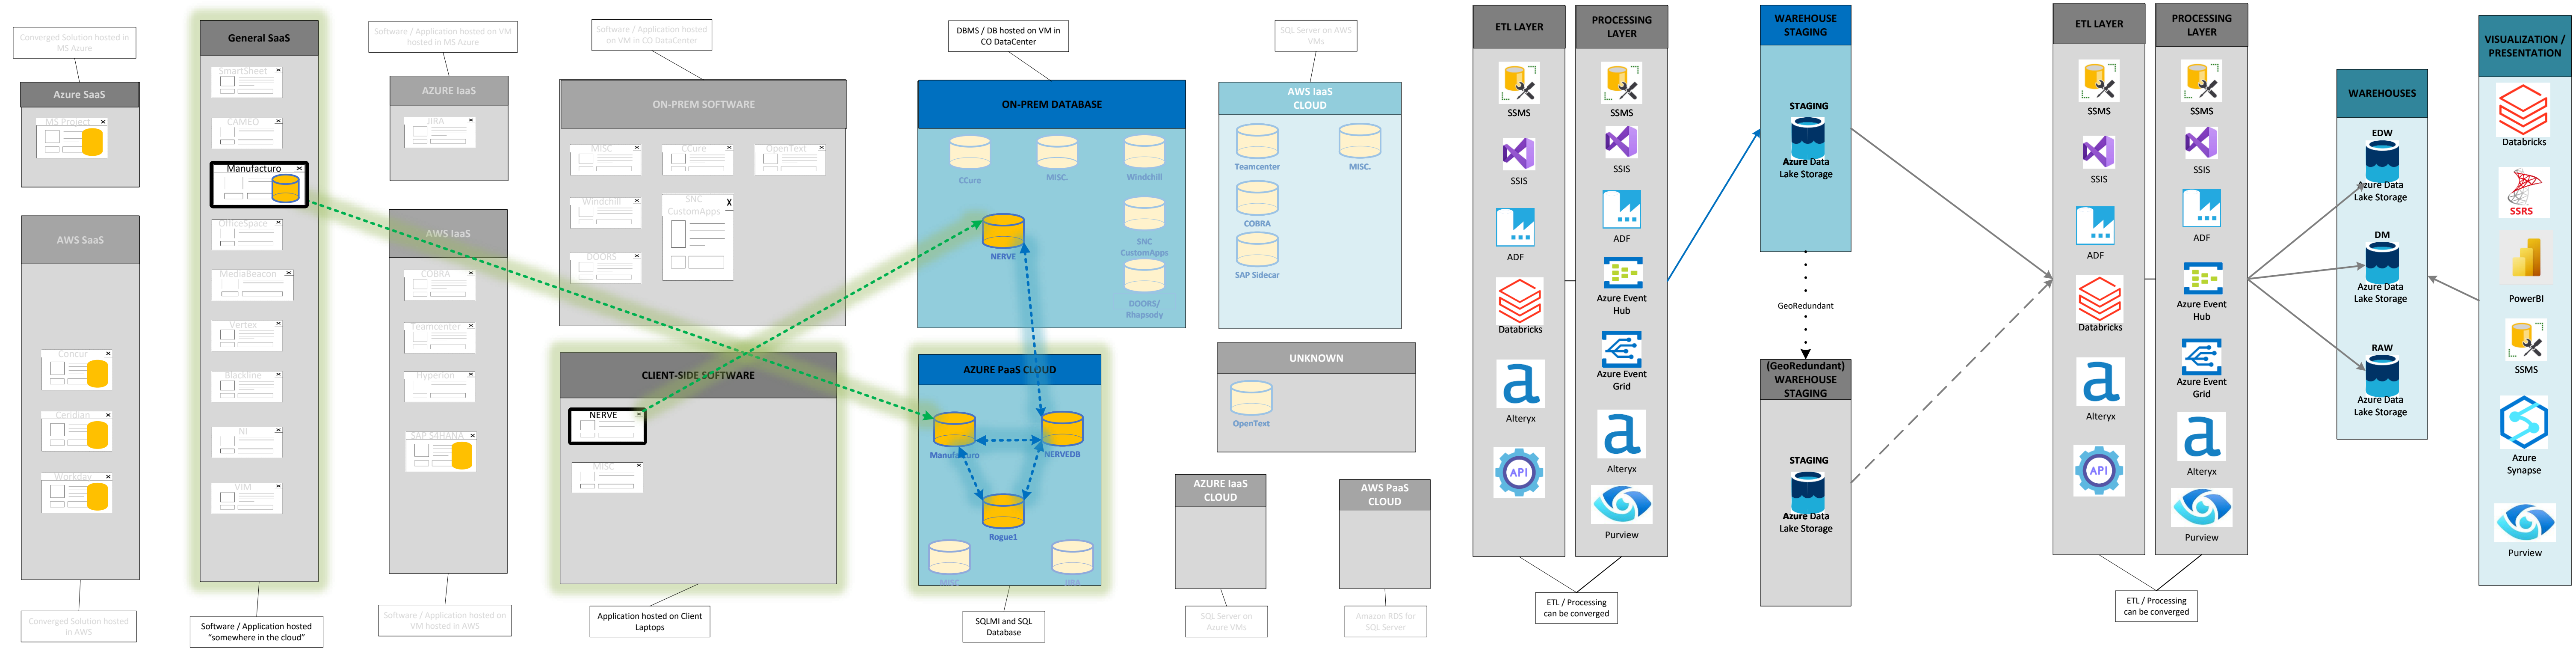 Converged Solution hosted in
MS Azure
Azure SaaS
MS Project
AWS SaaS
Concur
Ceridian
Workday
Converged Solution hosted
in AWS
General SaaS
SmartSheet
CAMEO
Manufacturo
OfficeSpace
MediaBeacon
Vertex
Blackline
NI
VIM
Software / Application hosted
"somewhere in the cloud"
Software / Application hosted on VM
hosted in MS Azure
AZURE IaaS
JIRA
AWS IaaS
COBRA
Teamcenter
Hyperion
SAP S4HANA
Software / Application hosted on
VM hosted in AWS
Software / Application hosted
on VM in CO DataCenter
ON-PREM SOFTWARE
MISC
CCure
OpenText
Windchill
SNC
CustomApps
DOORS
CLIENT-SIDE SOFTWARE
NERVE
MISC
Application hosted on Client
Laptops
DBMS / DB hosted on VM in
CO DataCenter
ON-PREM DATABASE
CCure
MISC.
Windchill
NERVE
SNC
CustomApps
DOORS/
Rhapsody
AZURE PaaS CLOUD
Manufacturo
NERVEDB
Rogue1
MISC
JIRA
SQLMI and SQL
Database
SQL Server on AWS
VMs
AWS IaaS
CLOUD
Teamcenter
MISC.
COBRA
SAP Sidecar
UNKNOWN
OpenText
AZURE IaaS
CLOUD
SQL Server on
Azure VMs
AWS PaaS
CLOUD
Amazon RDS for
SQL Server
ETL LAYER
SSMS
SSIS
ADF
Databricks
a
Alteryx
API
PROCESSING
LAYER
SSMS
SSIS
ADF
Azure Event
Hub
Azure Event
Grid
a
Alteryx
Purview
ETL / Processing
can be converged
WAREHOUSE
STAGING
STAGING
Azure Data
Lake Storage
GeoRedundant
(GeoRedundant)
WAREHOUSE
STAGING
STAGING
Azure Data
Lake Storage
ETL LAYER
SSMS
SSIS
ADF
Databricks
a
Alteryx
API
PROCESSING
LAYER
SSMS
SSIS
ADF
Azure Event
Hub
Azure Event
Grid
a
Alteryx
Purview
ETL / Processing
can be converged
WAREHOUSES
EDW
Azure Data
Lake Storage
DM
Azure Data
Lake Storage
RAW
Azure Data
Lake Storage
VISUALIZATION /
PRESENTATION
Databricks
SSRS
PowerBI
SSMS
Azure
Synapse
Purview